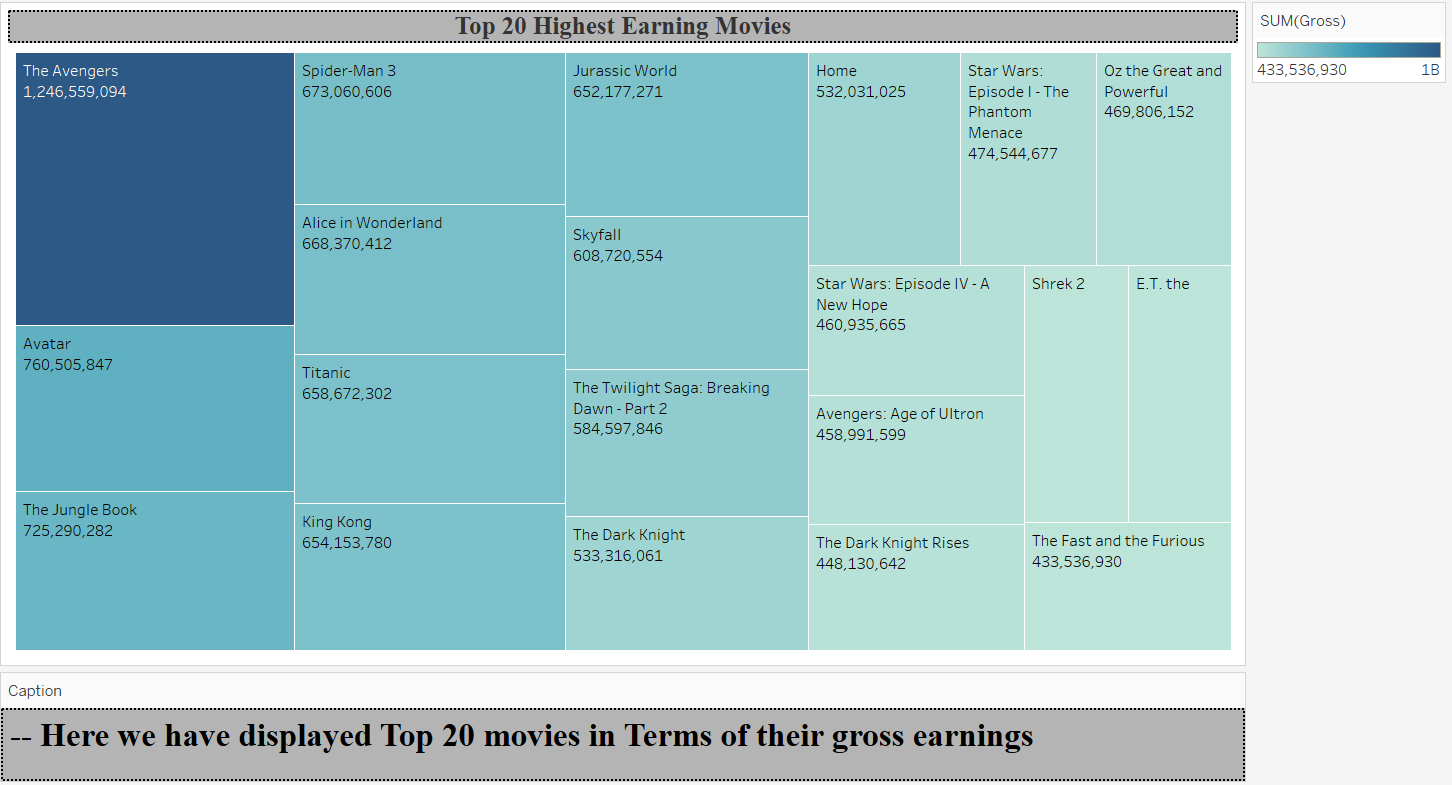 Top 20 Highest Earning Movies
The Avengers
1,246,559,094
Avatar
760,505,847
The Jungle Book
725,290,282
Spider-Man 3
673,060,606
Alice in Wonderland
668,370,412
Titanic
658,672,302
King Kong
654,153,780
Jurassic World
652,177,271
Skyfall
608,720,554
The Twilight Saga: Breaking
Dawn - Part 2
584,597,846
The Dark Knight
533,316,061
Home
532,031,025
Star Wars:
Episode I - The
Phantom
Menace
474,544,677
Oz the Great and
Powerful
469,806,152
Star Wars: Episode IV - A
New Hope
460,935,665
Avengers: Age of Ultron
458,991,599
The Dark Knight Rises
448,130,642
Shrek 2
E.T. the
The Fast and the Furious
433,536,930
SUM(Gross)
433,536,930 1B
Caption
-- Here we have displayed Top 20 movies in Terms of their gross earnings